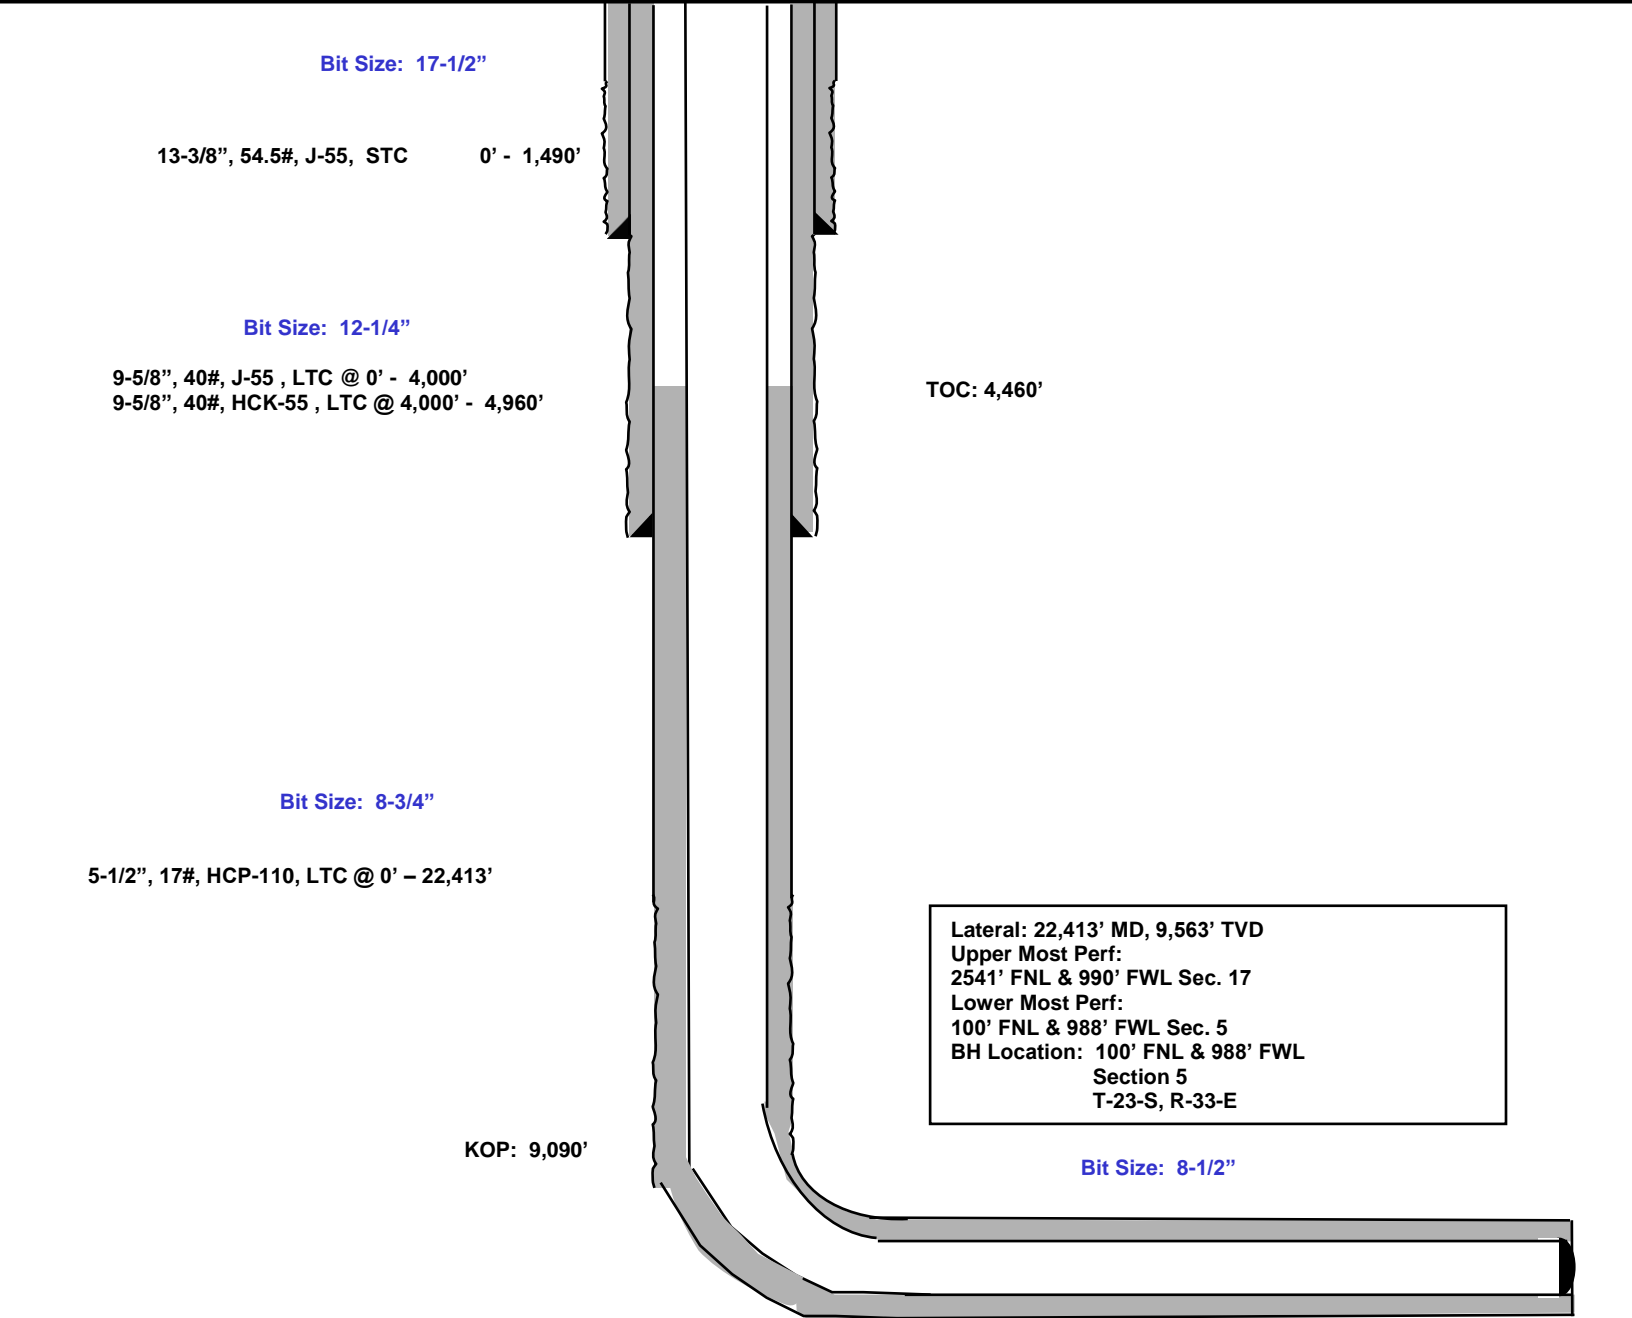 Bit Size: 17-1/2”
13-3/8”, 54.5#, J-55, STC 0’ - 1,490’
Bit Size: 12-1/4”
9-5/8”, 40#, J-55 , LTC @ 0’ - 4,000’
9-5/8”, 40#, HCK-55 , LTC @ 4,000’ - 4,960’
TOC: 4,460’
Bit Size: 8-3/4”
5-1/2”, 17#, HCP-110, LTC @ 0’ – 22,413’
Lateral: 22,413’ MD, 9,563’ TVD
Upper Most Perf:
2541’ FNL & 990’ FWL Sec. 17
Lower Most Perf:
100’ FNL & 988’ FWL Sec. 5
BH Location: 100’ FNL & 988’ FWL
Section 5
T-23-S, R-33-E
KOP: 9,090’
Bit Size: 8-1/2”